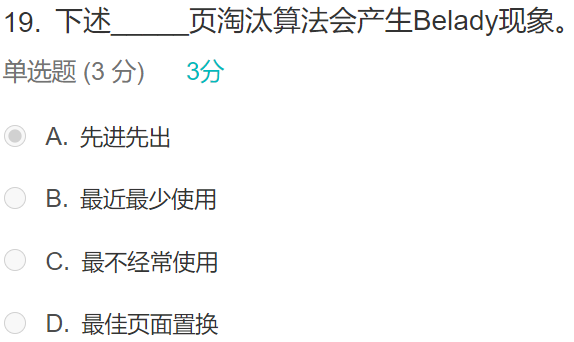 19. 下述_____页淘汰算法会产生Belady现象。
单选题 (3 分) 3分
A. 先进先出
B. 最近最少使用
C. 最不经常使用
D. 最佳页面置换